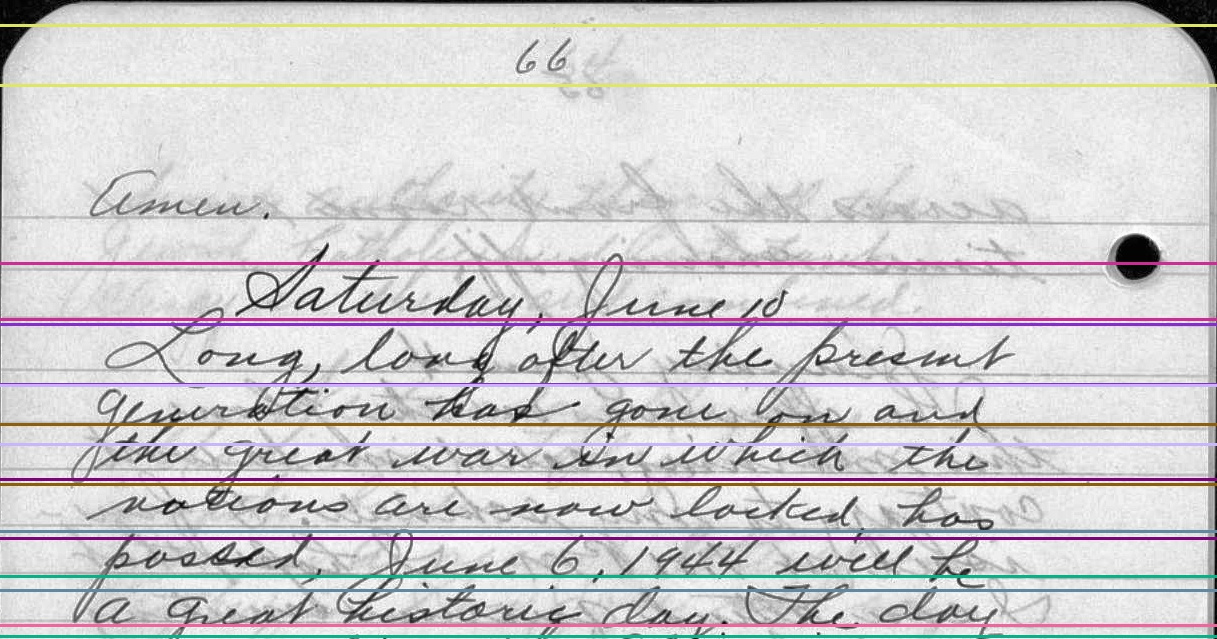 66
Amen.
Saturday, June 10
Long, long after the present
generation has gone on and
the great war in which the
nations are now locked, has
passed, June 6, 1944 will be
a great historic day. The day